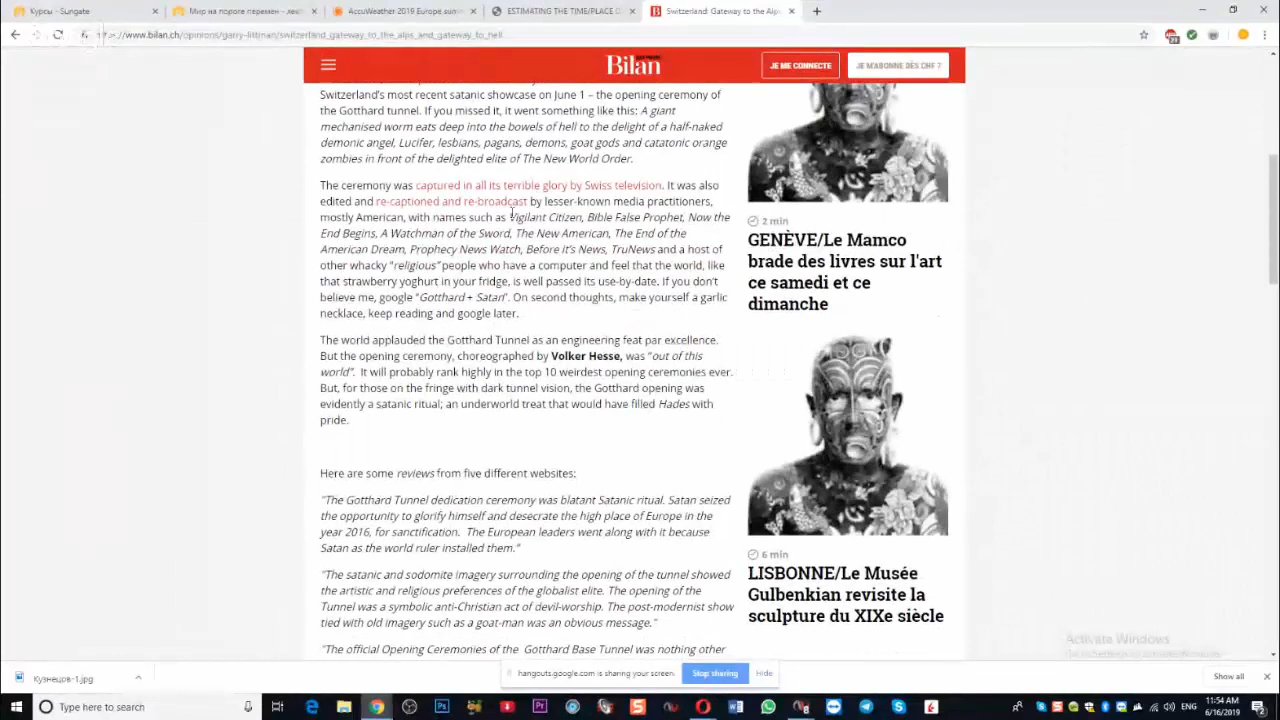 Курсы - Sungate
Мир на пороге перемен - лекц
AccuWeather 2019 Europe summ
ESTIMATING THE TIME/PLACE D
Switzerland: Gateway to the Alps
www.bilan.ch/opinions/garry-littman/switzerland_gateway_to_the_alps_and_gateway_to_hell
Bilan
JE ME CONNECTE
JE M'ABONNE DÈS CHF 7
Switzerland's most recent satanic showcase on June 1 – the opening ceremony of
the Gotthard tunnel. If you missed it, it went something like this: A giant
mechanised worm eats deep into the bowels of hell to the delight of a half-naked
demonic angel, Lucifer, lesbians, pagans, demons, goat gods and catatonic orange
zombies in front of the delighted elite of The New World Order.
The ceremony was captured in all its terrible glory by Swiss television. It was also
edited and re-captioned and re-broadcast by lesser-known media practitioners,
mostly American, with names such as Vigilant Citizen, Bible False Prophet, Now the
End Begins, A Watchman of the Sword, The New American, The End of the
American Dream, Prophecy News Watch, Before it's News, TruNews and a host of
other whacky "religious" people who have a computer and feel that the world, like
that strawberry yoghurt in your fridge, is well passed its use-by-date. If you don't
believe me, google "Gotthard + Satan". On second thoughts, make yourself a garlic
necklace, keep reading and google later.
The world applauded the Gotthard Tunnel as an engineering feat par excellence.
But the opening ceremony, choreographed by Volker Hesse, was "out of this
world". It will probably rank highly in the top 10 weirdest opening ceremonies ever.
But, for those on the fringe with dark tunnel vision, the Gotthard opening was
evidently a satanic ritual; an underworld treat that would have filled Hades with
pride.
Here are some reviews from five different websites:
"The Gotthard Tunnel dedication ceremony was blatant Satanic ritual. Satan seized
the opportunity to glorify himself and desecrate the high place of Europe in the
year 2016, for sanctification. The European leaders went along with it because
Satan as the world ruler installed them."
"The satanic and sodomite imagery surrounding the opening of the tunnel showed
the artistic and religious preferences of the globalist elite. The opening of the
Tunnel was a symbolic anti-Christian act of devil-worship. The post-modernist show
tied with old imagery such as a goat-man was an obvious message."
"The official Opening Ceremonies of the Gotthard Base Tunnel was nothing other
2 min
GENÈVE/Le Mamco
brade des livres sur l'art
ce samedi et ce
dimanche
6 min
LISBONNE/Le Musée
Gulbenkian revisite la
sculpture du XIXe siècle
Activate Windows
Кузнецов-1.jpg
hangouts.google.com is sharing your screen.
Stop sharing
Hide
Show all
Type here to search
11:54 AM
6/16/2019